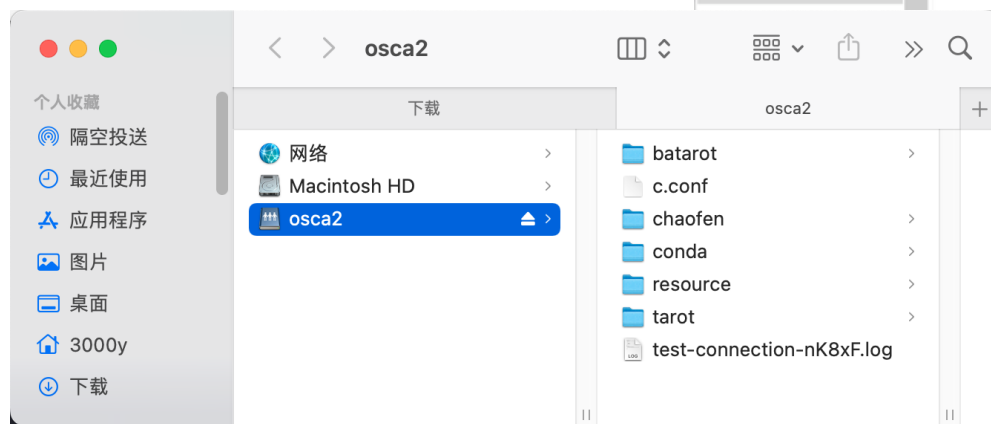 osca2
个人收藏
隔空投送
最近使用
应用程序
图片
桌面
3000y
下载
下载
osca2
网络
Macintosh HD
osca2
batarot
c.conf
chaofen
conda
resource
tarot
test-connection-nK8xF.log
LOG